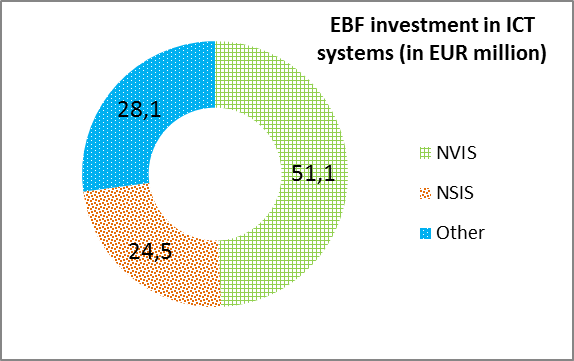 EBF investment in ICT
systems (in EUR million)
28,1
51,1
24,5
NVIS
NSIS
Other